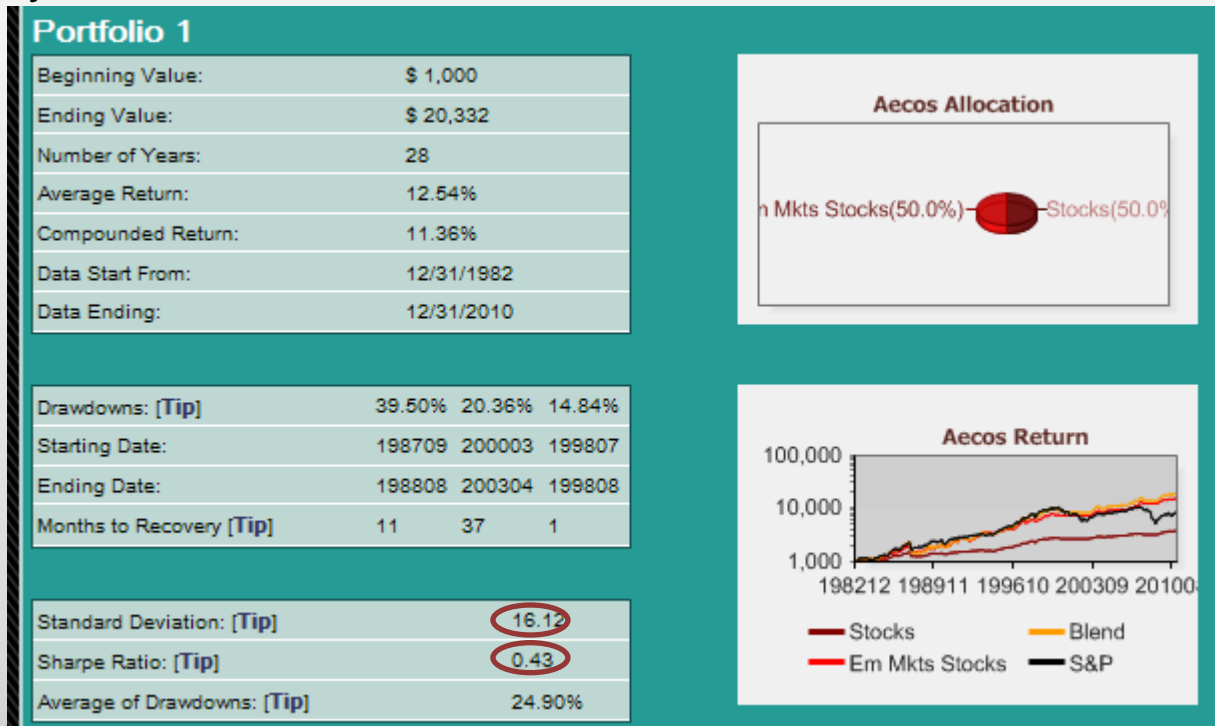 Portfolio 1
Beginning Value: $ 1,000
Ending Value: $ 20,332
Number of Years: 28
Average Return: 12.54%
Compounded Return: 11.36%
Data Start From: 12/31/1982
Data Ending: 12/31/2010
Aecos Allocation
n Mkts Stocks(50.0%) Stocks(50.0%
Drawdowns: [Tip] 39.50% 20.36% 14.84%
Starting Date: 198709 200003 199807
Ending Date: 198808 200304 199808
Months to Recovery [Tip] 11 37 1
Aecos Return
100,000
10,000
1,000
198212 198911 199610 200309 20100
Stocks Blend
Em Mkts Stocks S&P
Standard Deviation: [Tip] 16.12
Sharpe Ratio: [Tip] 0.43
Average of Drawdowns: [Tip] 24.90%